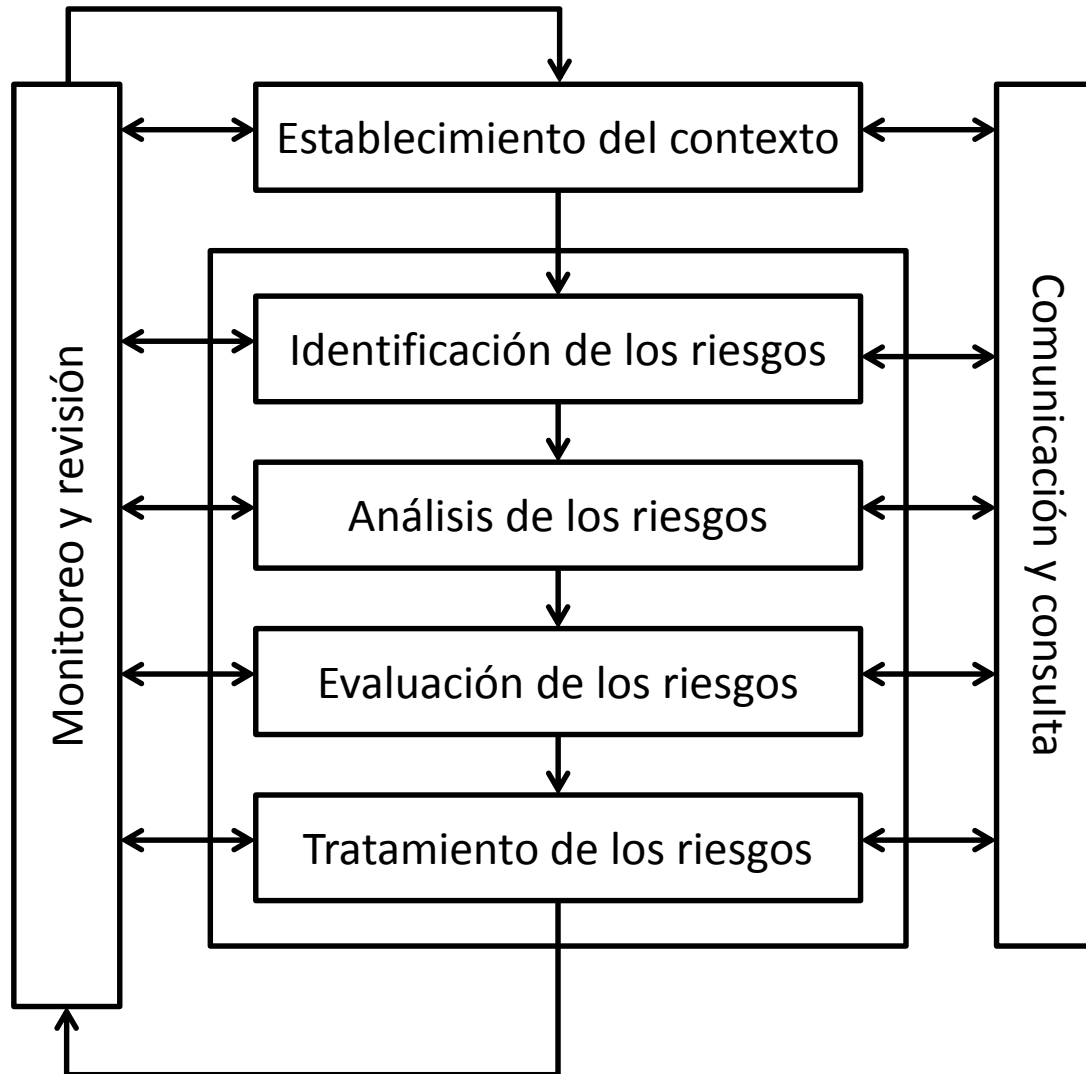 Establecimiento del contexto
Identificación de los riesgos
Análisis de los riesgos
Evaluación de los riesgos
Tratamiento de los riesgos
Monitoreo y revisión
Comunicación y consulta